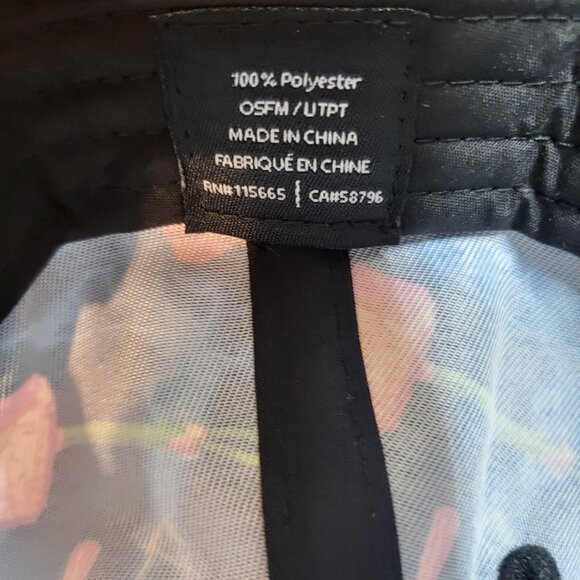 100% Polyester
OSFM / UTPT
MADE IN CHINA
FABRIQUÉ EN CHINE
RN#115665 | CA#58796